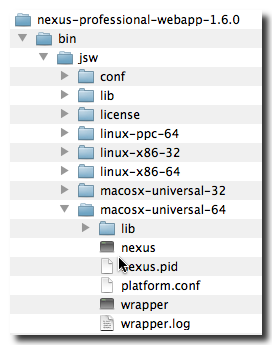 nexus-professional-webapp-1.6.0
bin
jsw
conf
lib
license
linux-ppc-64
linux-x86-32
linux-x86-64
macosx-universal-32
macosx-universal-64
lib
nexus
nexus.pid
platform.conf
wrapper
wrapper.log